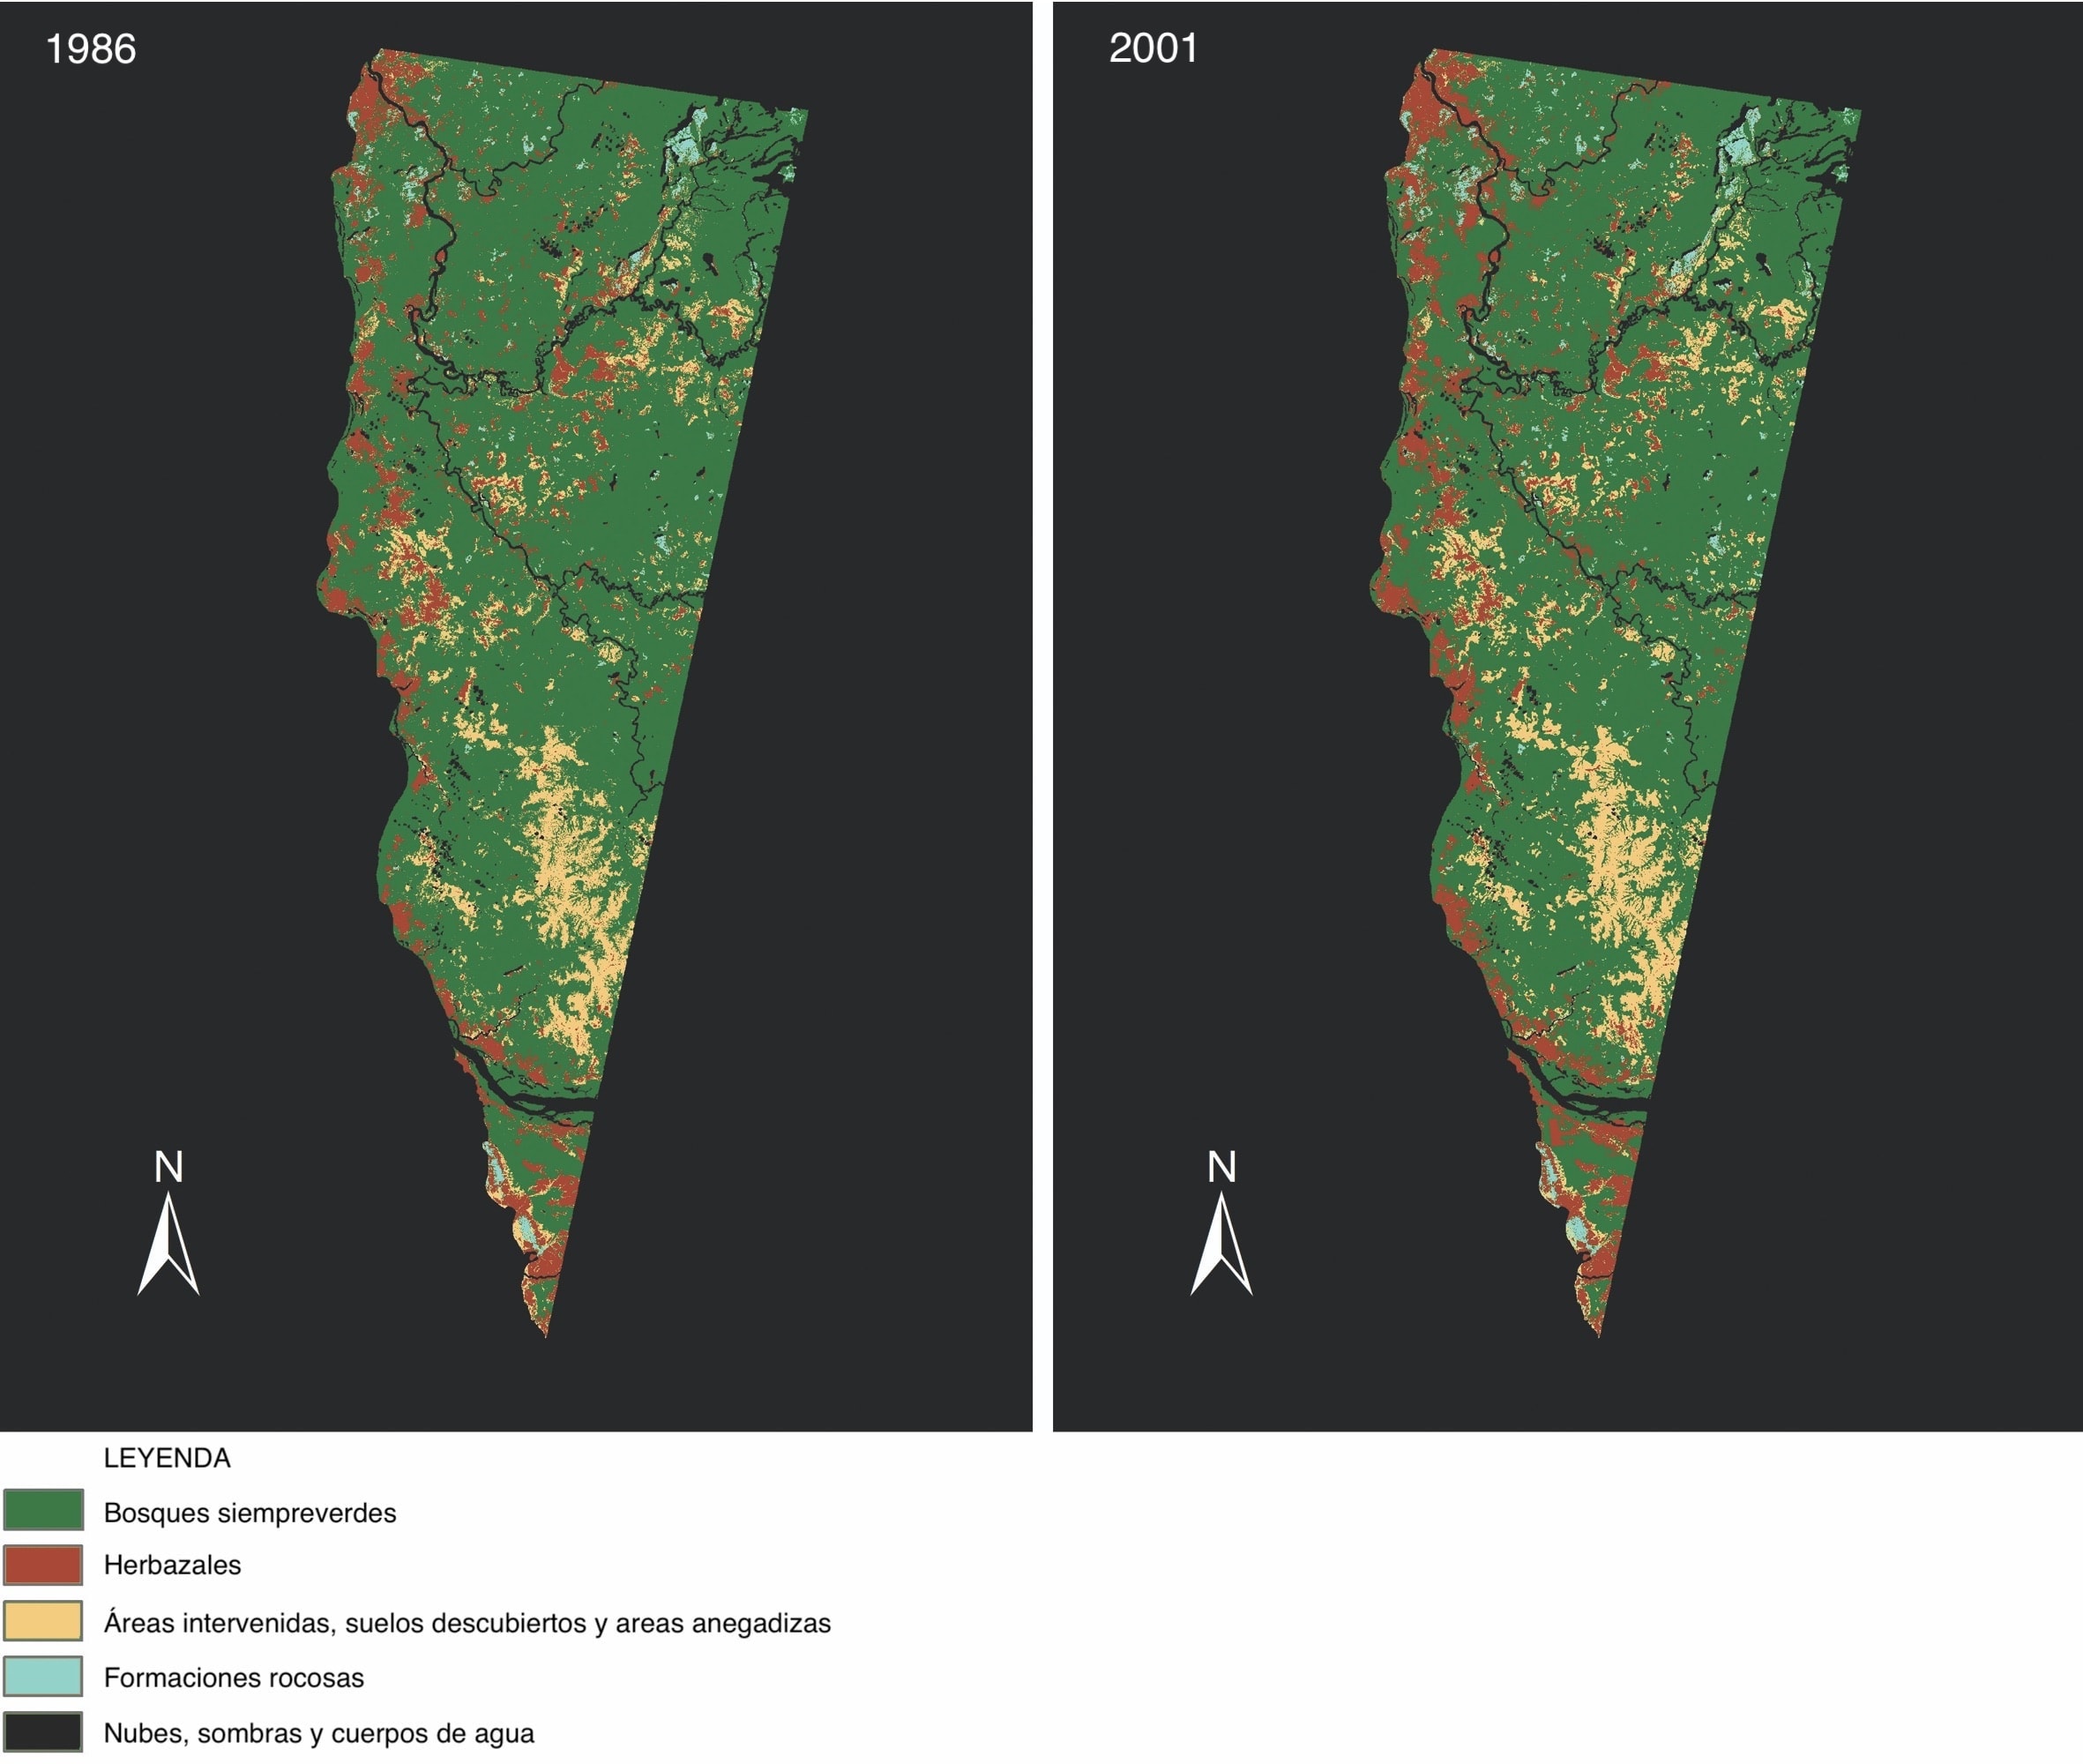 1986
2001
N
N
LEYENDA
Bosques siempreverdes
Herbazales
Áreas intervenidas, suelos descubiertos y areas anegadizas
Formaciones rocosas
Nubes, sombras y cuerpos de agua